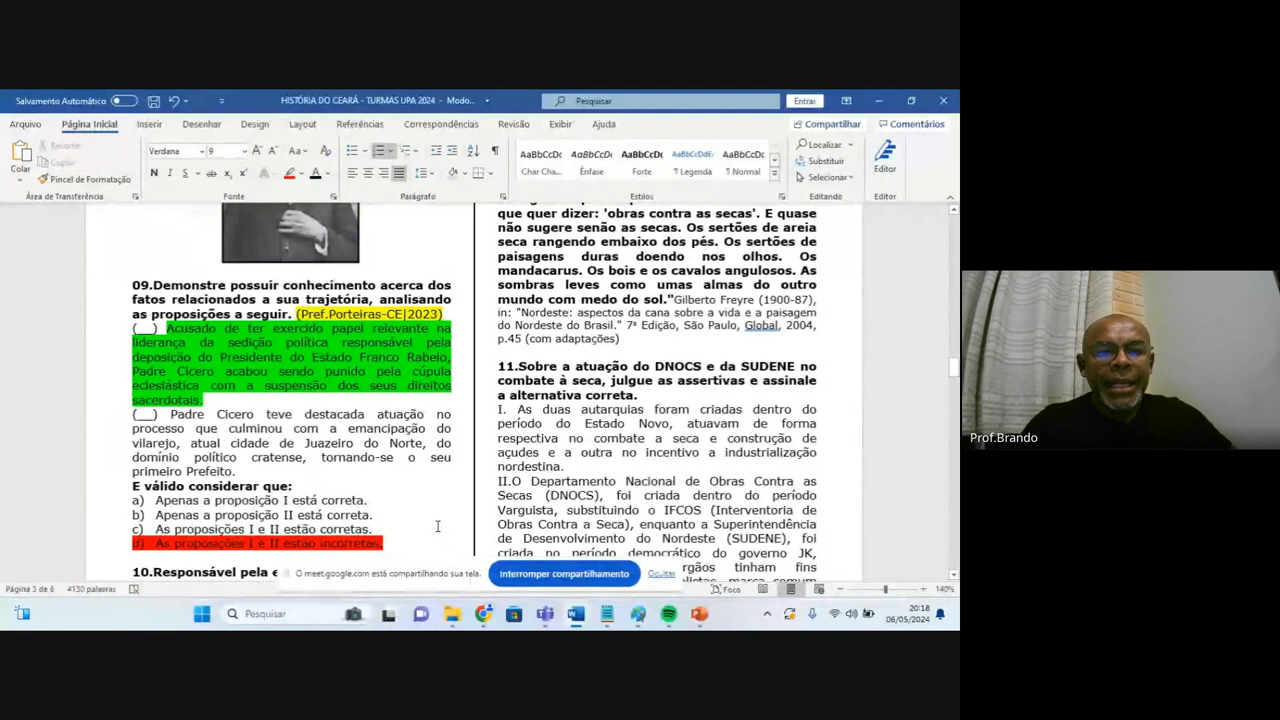 Salvamento Automático
HISTÓRIA DO CEARÁ - TURMAS UPA 2024 - Modo...
Pesquisar
Entrar
Arquivo Página Inicial Inserir Desenhar Design Layout Referências Correspondências Revisão Exibir Ajuda
Compartilhar Comentários
Colar
Recorte
Copiar
Pincel de Formatação
Área de Transferência
Verdana 9
N I S
Fonte
Parágrafo
AaBbCcDc AaBbCcDc AaBbCcDc AaBbCcDdEe AaBbCcDc
Char Cha... Ênfase Forte ¶ Legenda ¶ Normal
Estilos
Localizar
Substituir
Selecionar
Editando
Editor
Editor
09.Demonstre possuir conhecimento acerca dos
fatos relacionados a sua trajetória, analisando
as proposições a seguir. (Pref.Porteiras-CE|2023)
(__) Acusado de ter exercido papel relevante na
liderança da sedição política responsável pela
deposição do Presidente do Estado Franco Rabelo,
Padre Cicero acabou sendo punido pela cúpula
eclesiástica com a suspensão dos seus direitos
sacerdotais.
(__) Padre Cicero teve destacada atuação no
processo que culminou com a emancipação do
vilarejo, atual cidade de Juazeiro do Norte, do
domínio político cratense, tornando-se o seu
primeiro Prefeito.
E válido considerar que:
a) Apenas a proposição I está correta.
b) Apenas a proposição II está correta.
c) As proposições I e II estão corretas.
d) As proposições I e II estão incorretas.
10.Responsável pela e
que quer dizer: 'obras contra as secas'. E quase
não sugere senão as secas. Os sertões de areia
seca rangendo embaixo dos pés. Os sertões de
paisagens duras doendo nos olhos. Os
mandacarus. Os bois e os cavalos angulosos. As
sombras leves como umas almas do outro
mundo com medo do sol."Gilberto Freyre (1900-87),
in: "Nordeste: aspectos da cana sobre a vida e a paisagem
do Nordeste do Brasil." 7ª Edição, São Paulo, Global, 2004,
p.45 (com adaptações)
11.Sobre a atuação do DNOCS e da SUDENE no
combate à seca, julgue as assertivas e assinale
a alternativa correta.
I. As duas autarquias foram criadas dentro do
período do Estado Novo, atuavam de forma
respectiva no combate a seca e construção de
açudes e a outra no incentivo a industrialização
nordestina.
II.O Departamento Nacional de Obras Contra as
Secas (DNOCS), foi criada dentro do período
Varguista, substituindo o IFCOS (Interventoria de
Obras Contra a Seca), enquanto a Superintendência
de Desenvolvimento do Nordeste (SUDENE), foi
criada no período democrático do governo JK,
rgãos tinham fins
O meet.google.com está compartilhando sua tela.
Interromper compartilhamento
Ocultar
Página 3 de 6 4130 palavras
Foco
140%
Pesquisar
20:18
06/05/2024
Prof.Brando